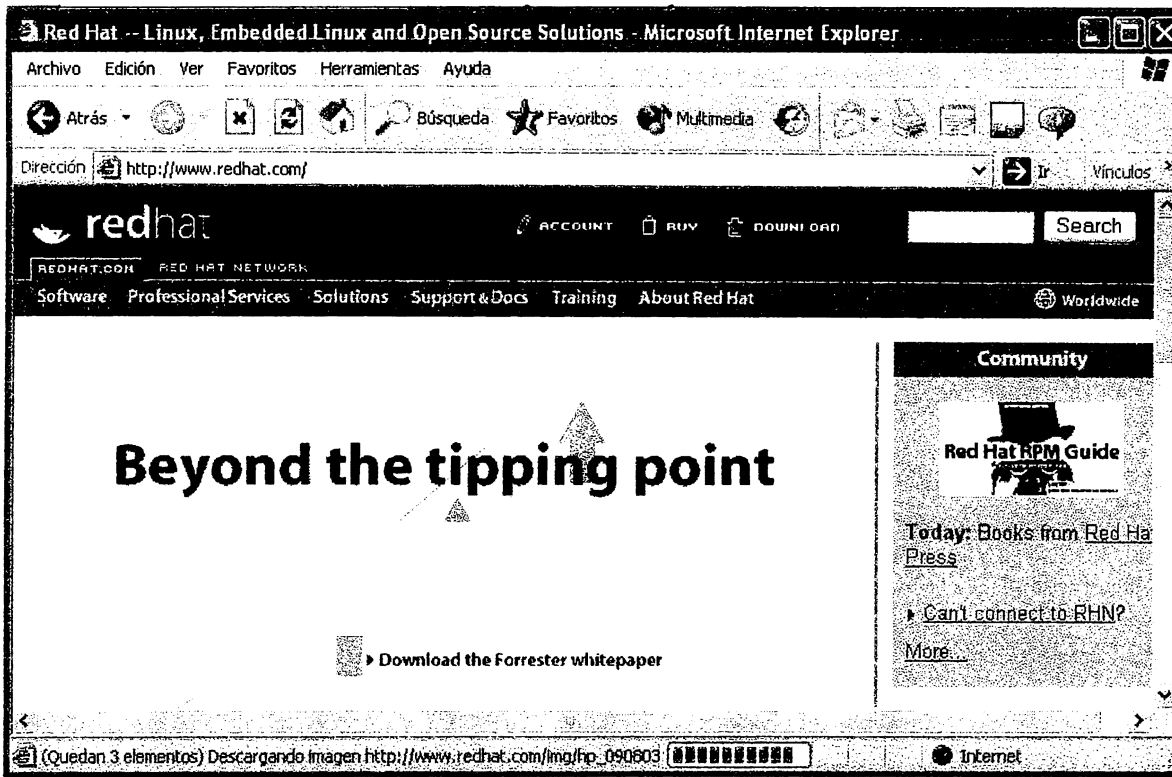 Red Hat -- Linux, Embedded Linux and Open Source Solutions - Microsoft Internet Explorer
Archivo Edición Ver Favoritos Herramientas Ayuda
Atrás Búsqueda Favoritos Multimedia
Dirección http://www.redhat.com/ Ir Vínculos
redhat ACCOUNT BUY DOWNLOAD Search
REDHAT.COM RED HAT NETWORK
Software Professional Services Solutions Support & Docs Training About Red Hat Worldwide
Community
Red Hat RPM Guide
Beyond the tipping point
Today: Books from Red Ha
Press
Can't connect to RHN?
More...
Download the Forrester whitepaper
(Quedan 3 elementos) Descargando imagen http://www.redhat.com/img/hp_090803 Internet